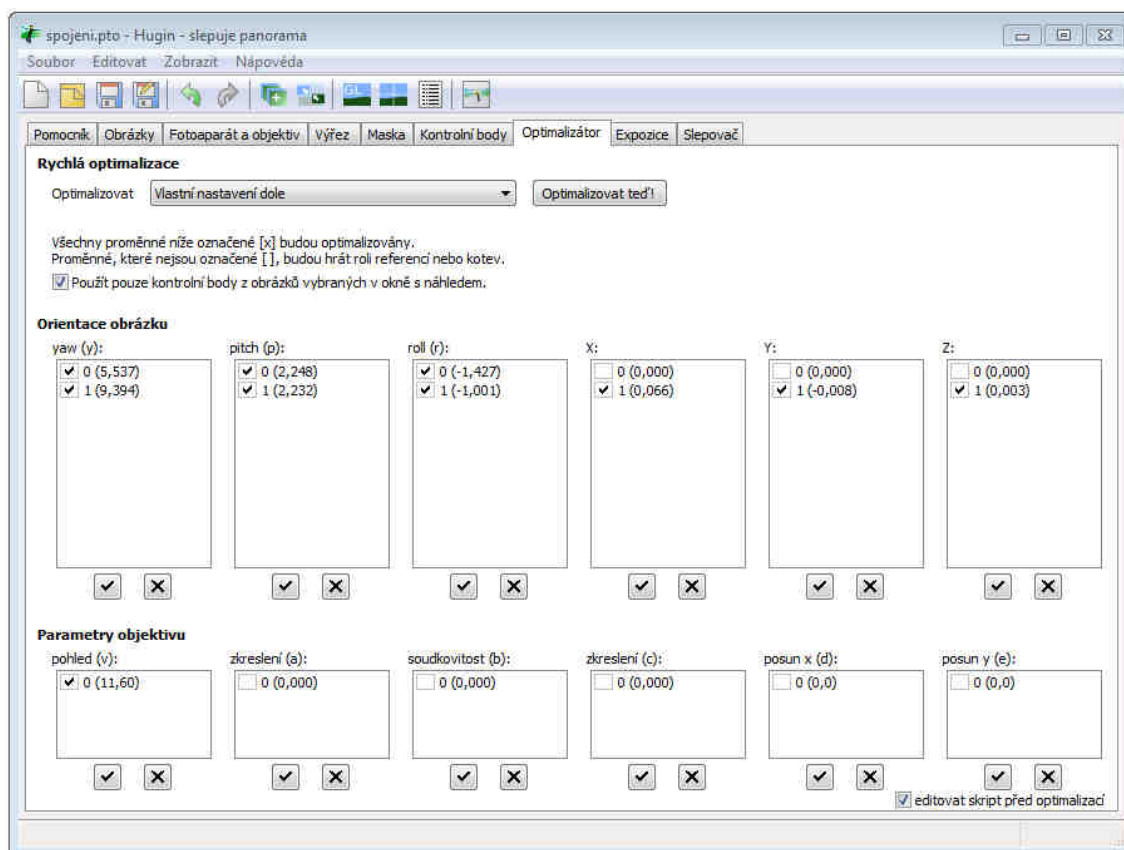 spojeni.pto - Hugin - slepuje panorama
Soubor Editovat Zobrazit Nápověda
Pomocník Obrázky Fotoaparát a objektiv Výřez Maska Kontrolní body Optimalizátor Expozice Slepovač
Rychlá optimalizace
Optimalizovat Vlastní nastavení dole Optimalizovat teď!
Všechny proměnné níže označené [x] budou optimalizovány.
Proměnné, které nejsou označené [ ], budou hrát roli referencí nebo kotev.
Použít pouze kontrolní body z obrázků vybraných v okně s náhledem.
Orientace obrázku
yaw (y): pitch (p): roll (r): X: Y: Z:
0 (5,537) 0 (2,248) 0 (-1,427) 0 (0,000) 0 (0,000) 0 (0,000)
1 (9,394) 1 (2,232) 1 (-1,001) 1 (0,066) 1 (-0,008) 1 (0,003)
Parametry objektivu
pohled (v): zkreslení (a): soudkovitost (b): zkreslení (c): posun x (d): posun y (e):
0 (11,60) 0 (0,000) 0 (0,000) 0 (0,000) 0 (0,0) 0 (0,0)
editovat skript před optimalizací